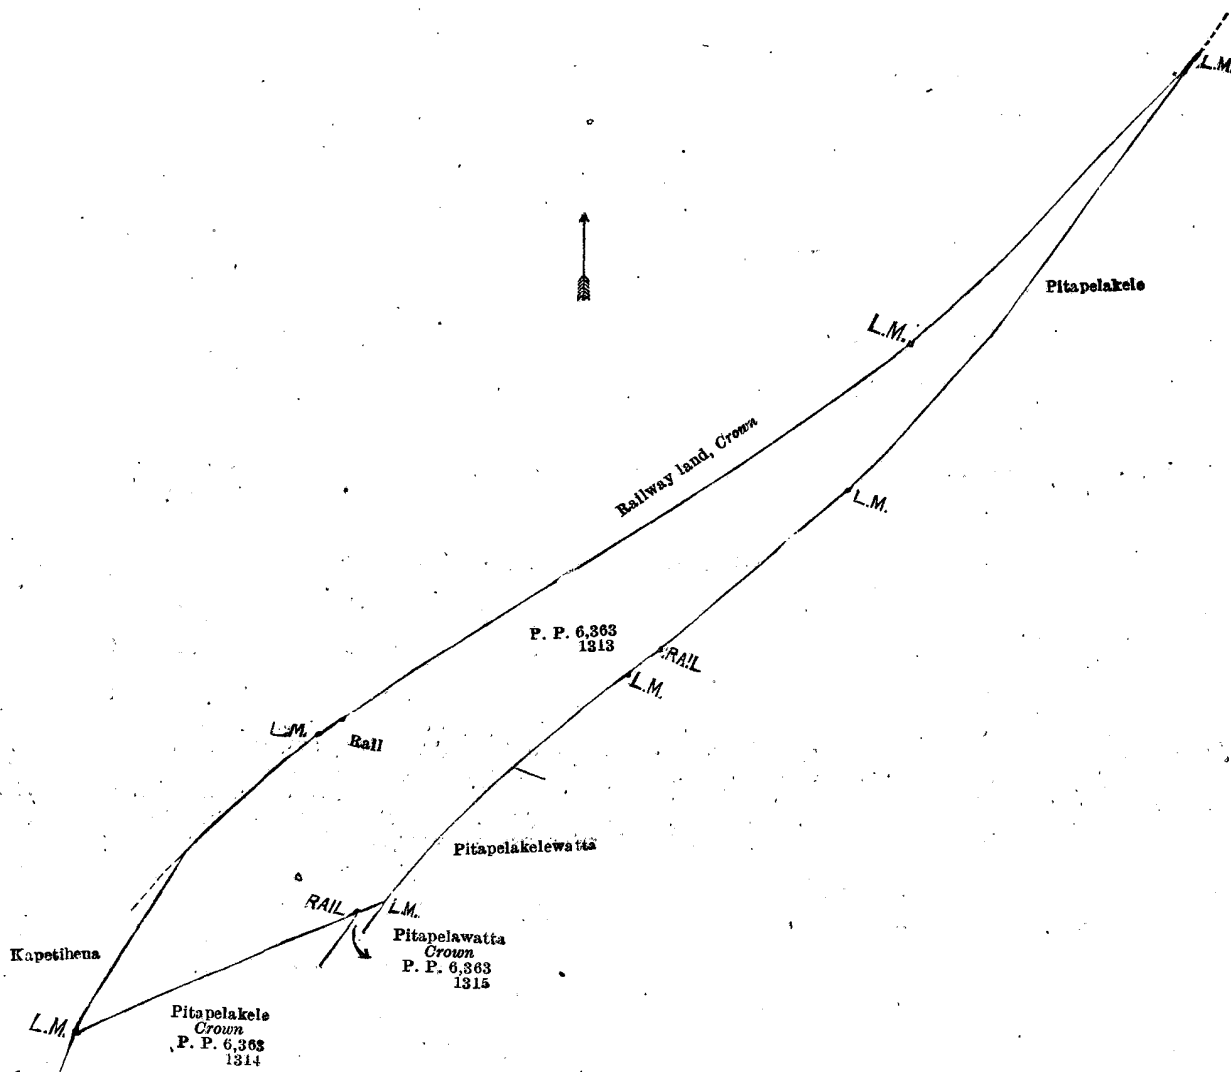 L.M.
Pitapelakele
L.M.
Railway land, Crown
L.M.
P. P. 6,363
1313
RAIL
L.M.
L.M.
Rail
Pitapelakelewatta
RAIL
L.M.
Pitapelawatta
Crown
P. P. 6,363
1315
Kapetihena
L.M.
Pitapelakele
Crown
P. P. 6,363
1314